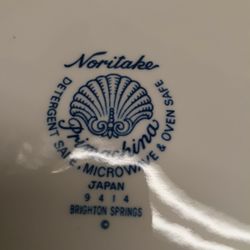 Noritake
Primachina
DETERGENT SAFE, MICROWAVE & OVEN SAFE
JAPAN
9414
BRIGHTON SPRINGS
©